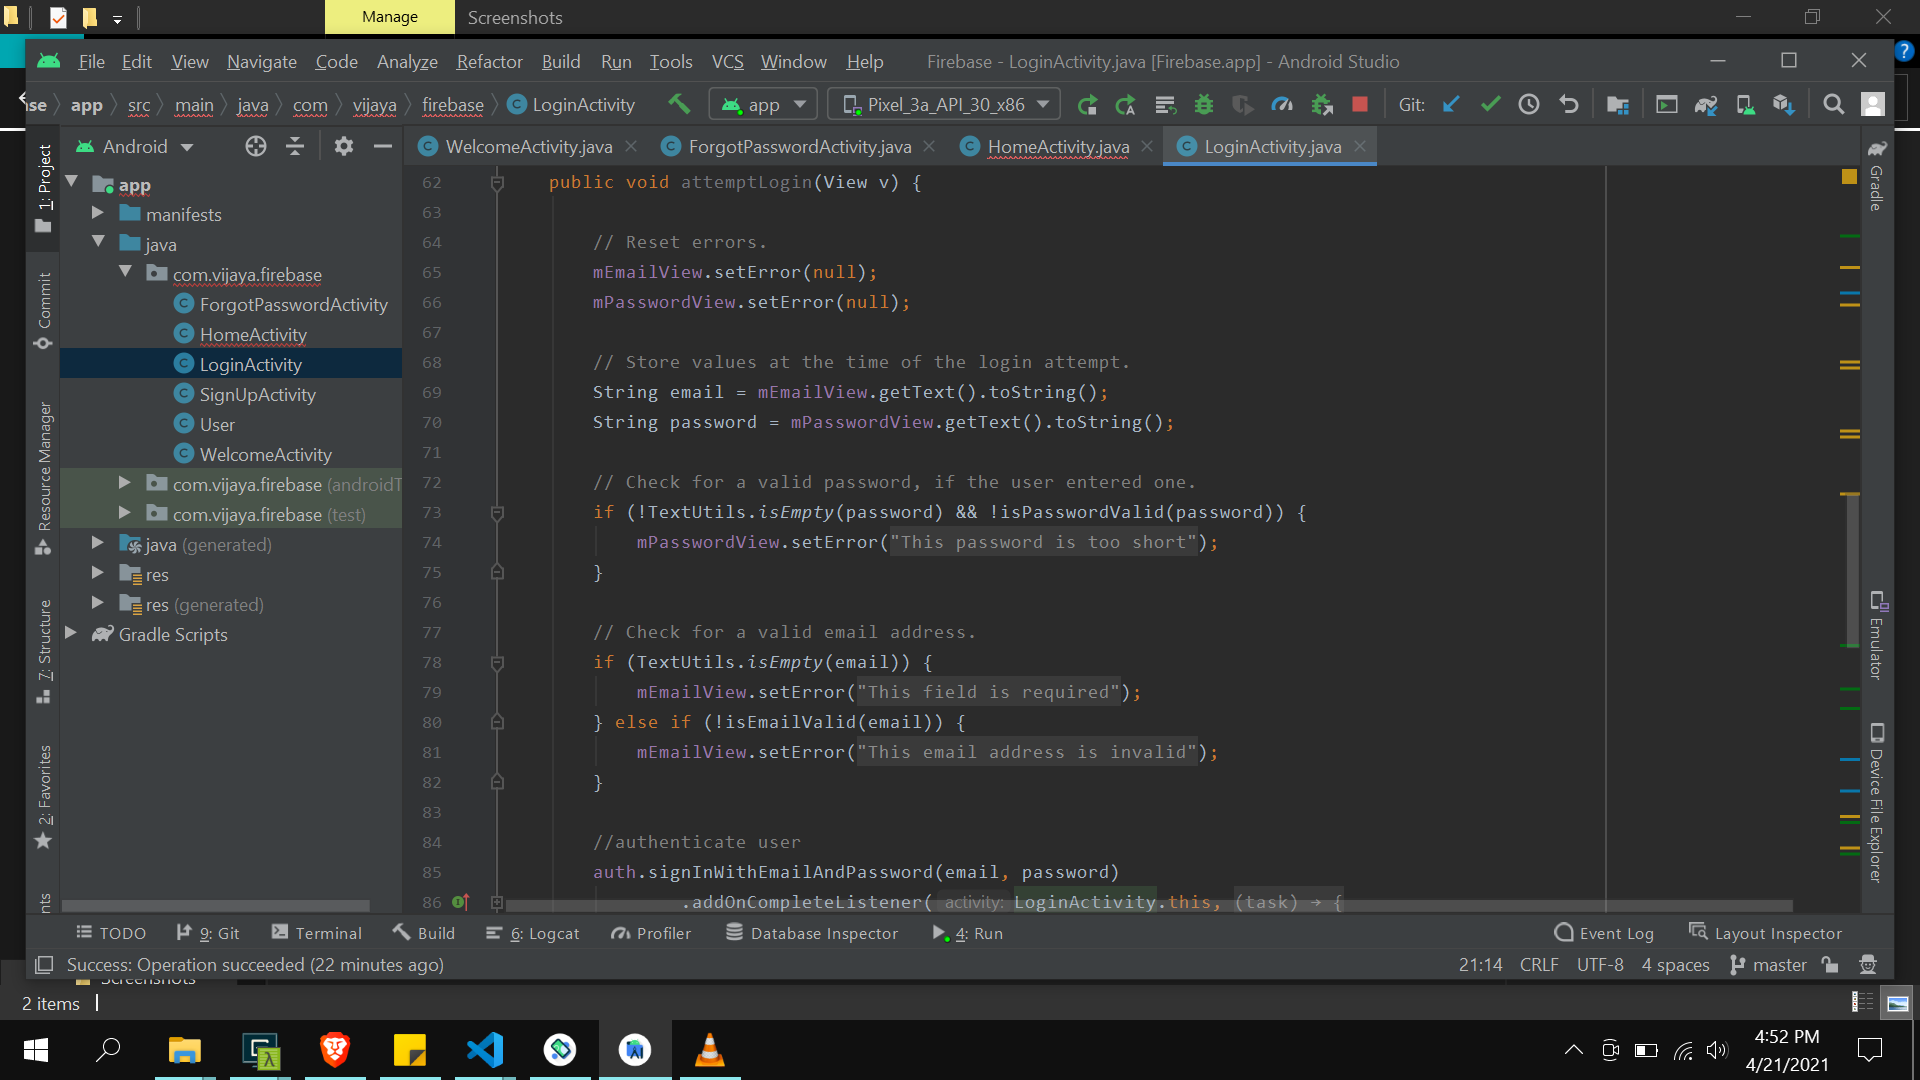 Manage Screenshots
File Edit View Navigate Code Analyze Refactor Build Run Tools VCS Window Help Firebase - LoginActivity.java [Firebase.app] - Android Studio
se app src main java com vijaya firebase LoginActivity app Pixel_3a_API_30_x86 Git:
Android WelcomeActivity.java ForgotPasswordActivity.java HomeActivity.java LoginActivity.java
1: Project
Commit
Resource Manager
7: Structure
2: Favorites
nts
app
manifests
java
com.vijaya.firebase
ForgotPasswordActivity
HomeActivity
LoginActivity
SignUpActivity
User
WelcomeActivity
com.vijaya.firebase (androidT
com.vijaya.firebase (test)
java (generated)
res
res (generated)
Gradle Scripts
62 public void attemptLogin(View v) {
63
64 // Reset errors.
65 mEmailView.setError(null);
66 mPasswordView.setError(null);
67
68 // Store values at the time of the login attempt.
69 String email = mEmailView.getText().toString();
70 String password = mPasswordView.getText().toString();
71
72 // Check for a valid password, if the user entered one.
73 if (!TextUtils.isEmpty(password) && !isPasswordValid(password)) {
74 mPasswordView.setError("This password is too short");
75 }
76
77 // Check for a valid email address.
78 if (TextUtils.isEmpty(email)) {
79 mEmailView.setError("This field is required");
80 } else if (!isEmailValid(email)) {
81 mEmailView.setError("This email address is invalid");
82 }
83
84 //authenticate user
85 auth.signInWithEmailAndPassword(email, password)
86 .addOnCompleteListener( activity: LoginActivity.this, (task) → {
Gradle
Emulator
Device File Explorer
TODO 9: Git Terminal Build 6: Logcat Profiler Database Inspector 4: Run Event Log Layout Inspector
Success: Operation succeeded (22 minutes ago) 21:14 CRLF UTF-8 4 spaces master
Screenshots
2 items
4:52 PM
4/21/2021